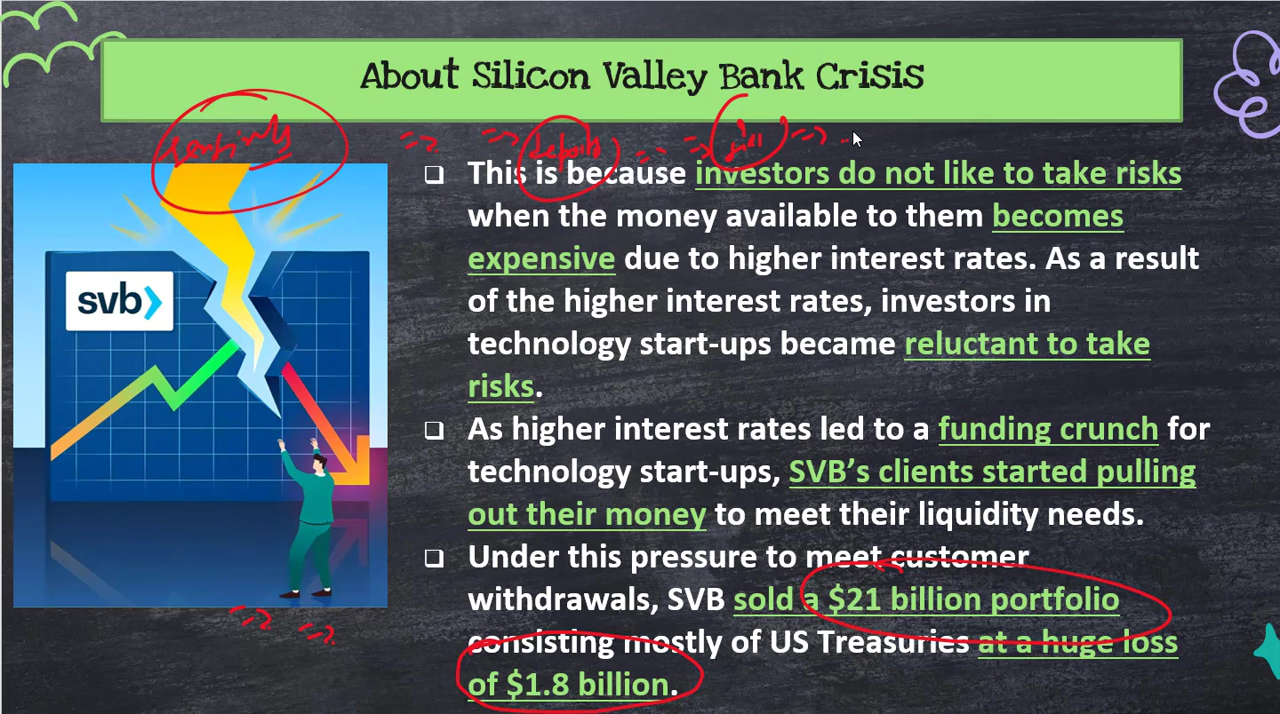 About Silicon Valley Bank Crisis
deposits
svb
This is because investors do not like to take risks
when the money available to them becomes
expensive due to higher interest rates. As a result
of the higher interest rates, investors in
technology start-ups became reluctant to take
risks.
As higher interest rates led to a funding crunch for
technology start-ups, SVB’s clients started pulling
out their money to meet their liquidity needs.
Under this pressure to meet customer
withdrawals, SVB sold a $21 billion portfolio
consisting mostly of US Treasuries at a huge loss
of $1.8 billion.